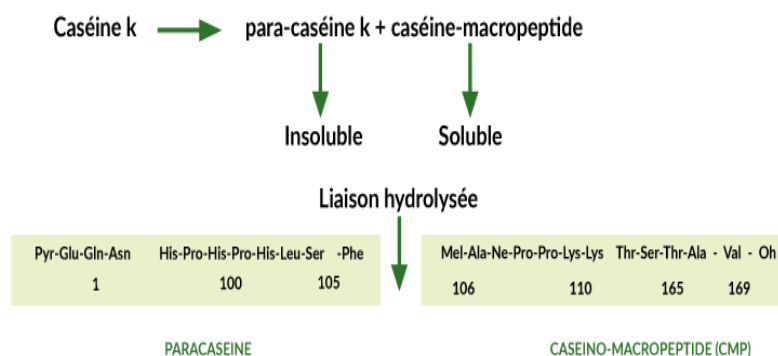 Caséine k para-caséine k + caséine-macropeptide
Insoluble Soluble
Liaison hydrolysée
Pyr-Glu-Gln-Asn His-Pro-His-Pro-His-Leu-Ser -Phe
1 100 105
Mel-Ala-Ne-Pro-Pro-Lys-Lys Thr-Ser-Thr-Ala - Val - Oh
106 110 165 169
PARACASEINE
CASEINO-MACROPEPTIDE (CMP)